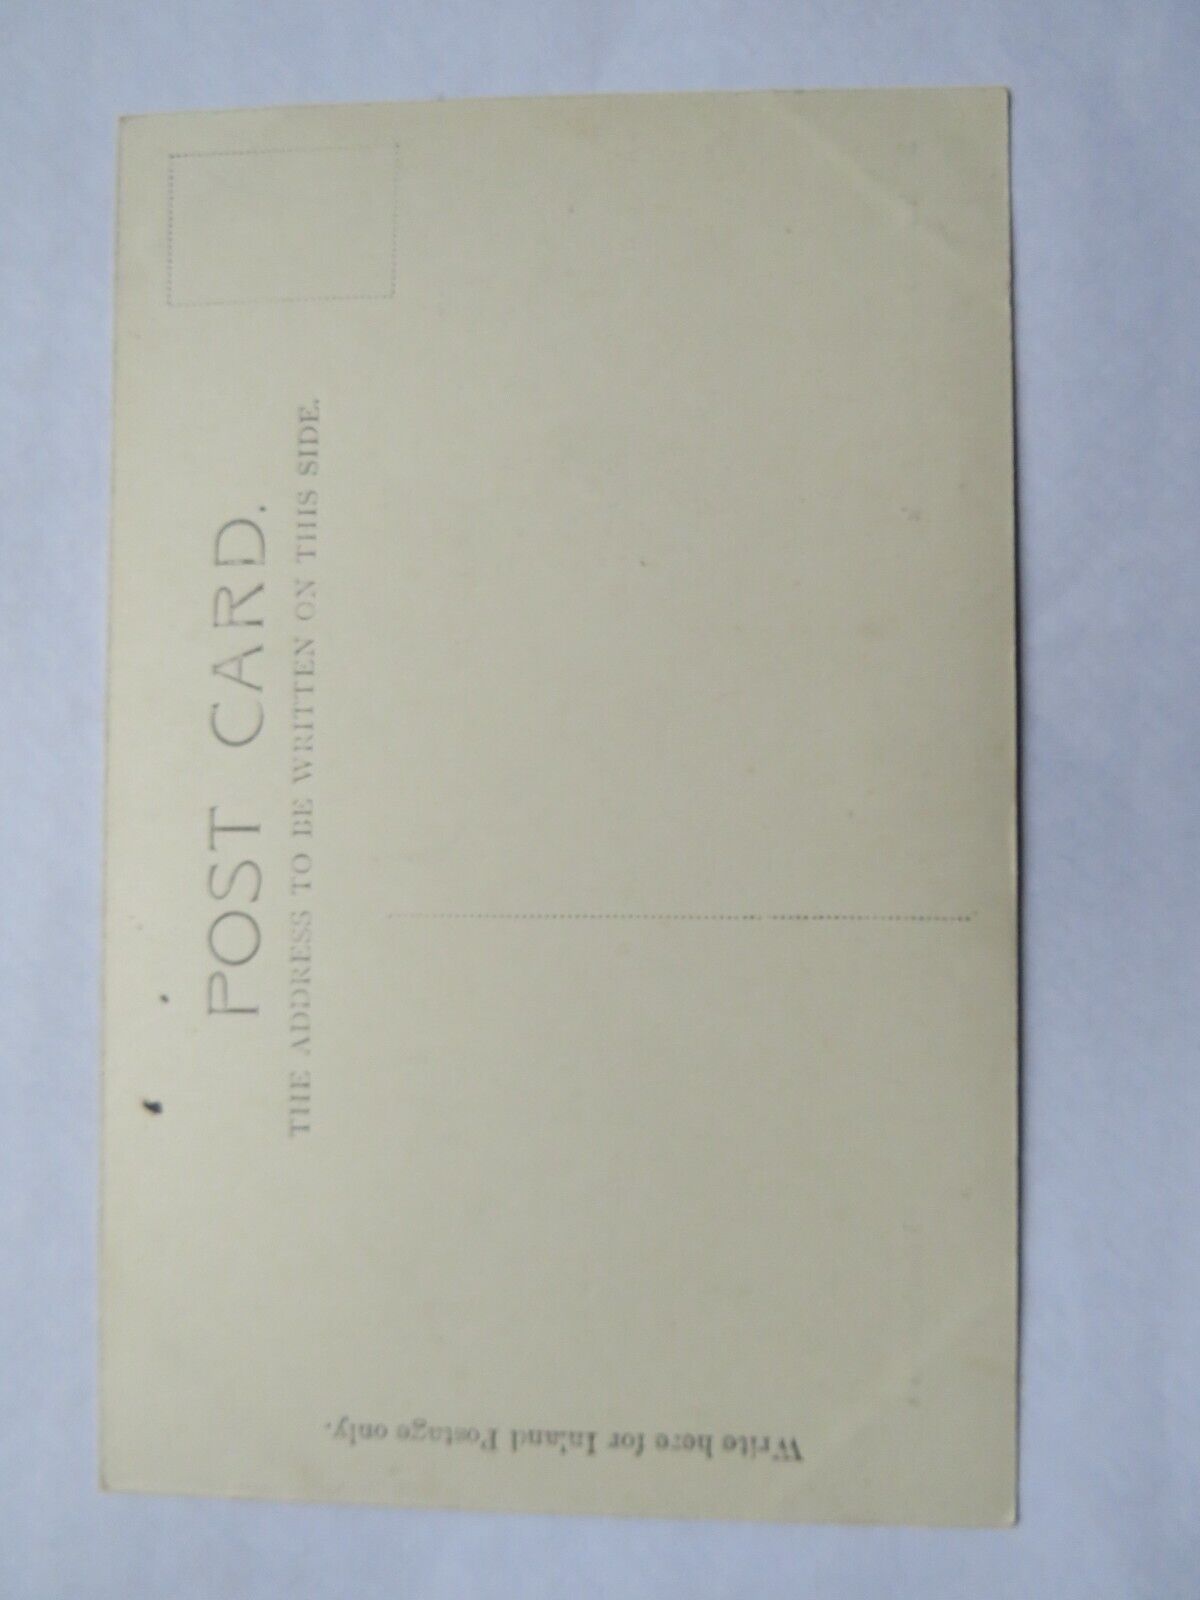 POST CARD.
THE ADDRESS TO BE WRITTEN ON THIS SIDE.
Write here for Inland Postage only.